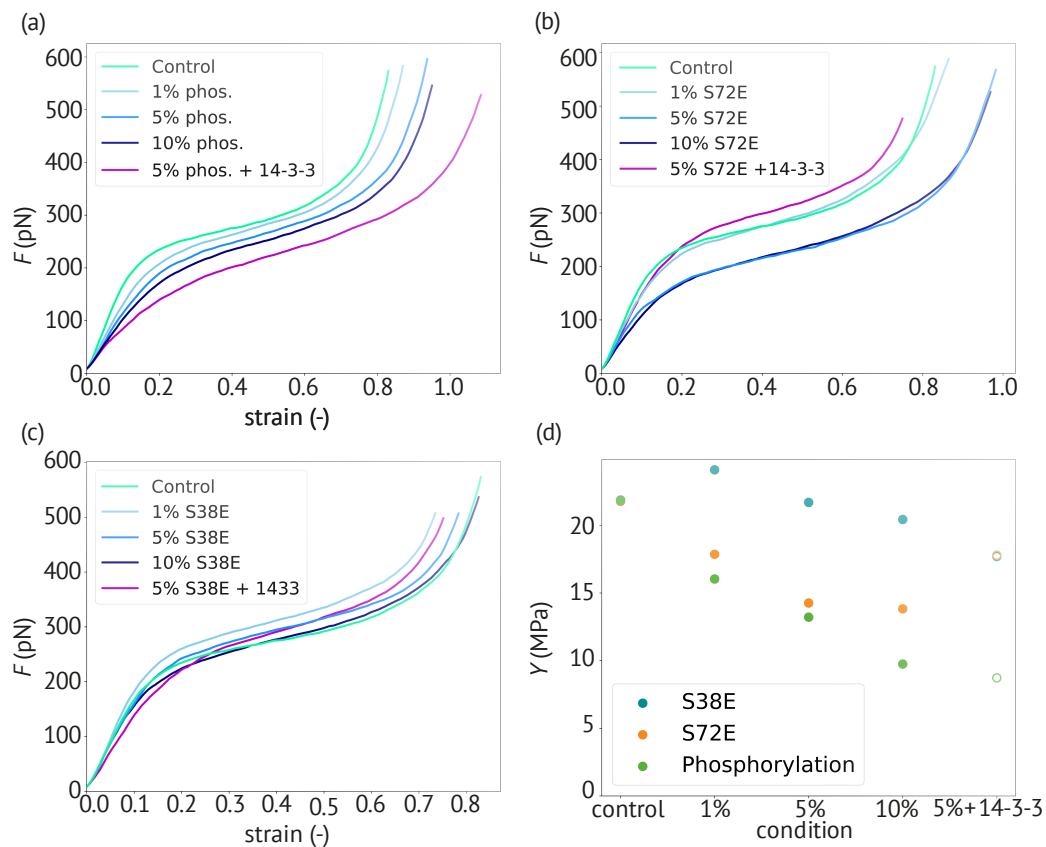 (a)
600
500
400
300
200
100
0
F (pN)
Control
1% phos.
5% phos.
10% phos.
5% phos. + 14-3-3
0.0 0.2 0.4 0.6 0.8 1.0
strain (-)
(b)
600
500
400
300
200
100
0
F (pN)
Control
1% S72E
5% S72E
10% S72E
5% S72E +14-3-3
0.0 0.2 0.4 0.6 0.8 1.0
(c)
600
500
400
300
200
100
0
F (pN)
Control
1% S38E
5% S38E
10% S38E
5% S38E + 1433
0.0 0.1 0.2 0.3 0.4 0.5 0.6 0.7 0.8
strain (-)
(d)
20
15
10
5
0
Y (MPa)
S38E
S72E
Phosphorylation
control 1% 5% 10% 5%+14-3-3
condition